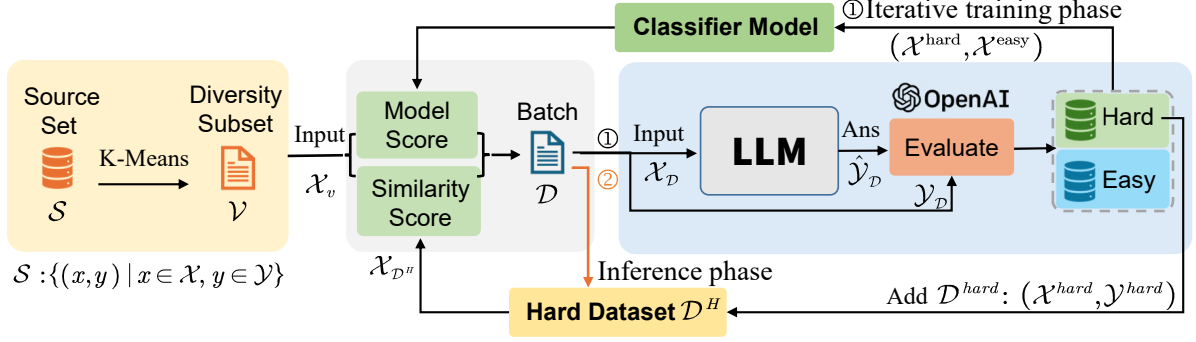 Classifier Model
①Iterative training phase
(𝒳^hard, 𝒳^easy)
Source
Set
𝒮
K-Means
Diversity
Subset
𝒱
Input
𝒳_v
Model
Score
Similarity
Score
Batch
𝒟
①
②
Input
𝒳_𝒟
LLM
Ans
ŷ_𝒟
OpenAI
Evaluate
𝒴_𝒟
Hard
Easy
𝒮:{(x,y)|x∈𝒳, y∈𝒴}
𝒳_𝒟^H
Inference phase
Hard Dataset 𝒟^H
Add 𝒟^hard: (𝒳^hard, 𝒴^hard)